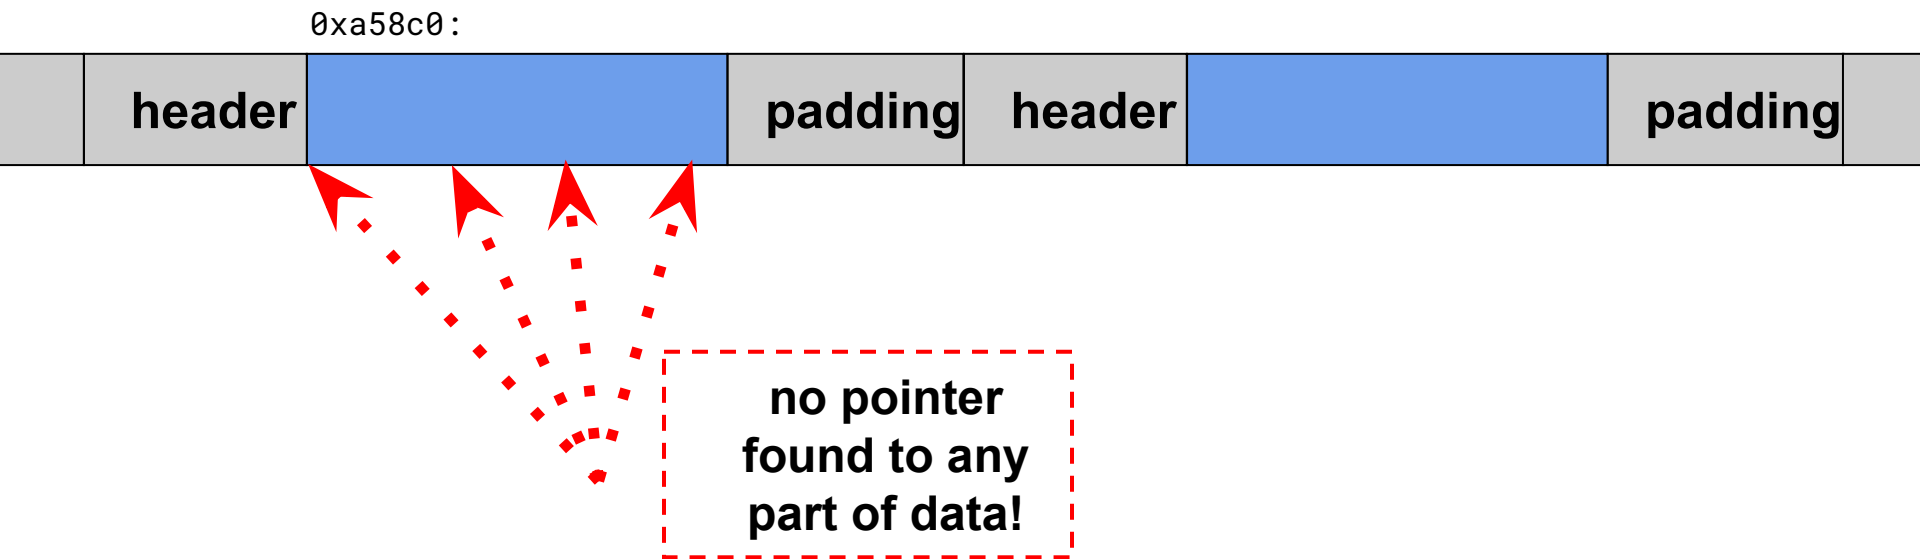 0xa58c0:
header padding header padding
no pointer
found to any
part of data!